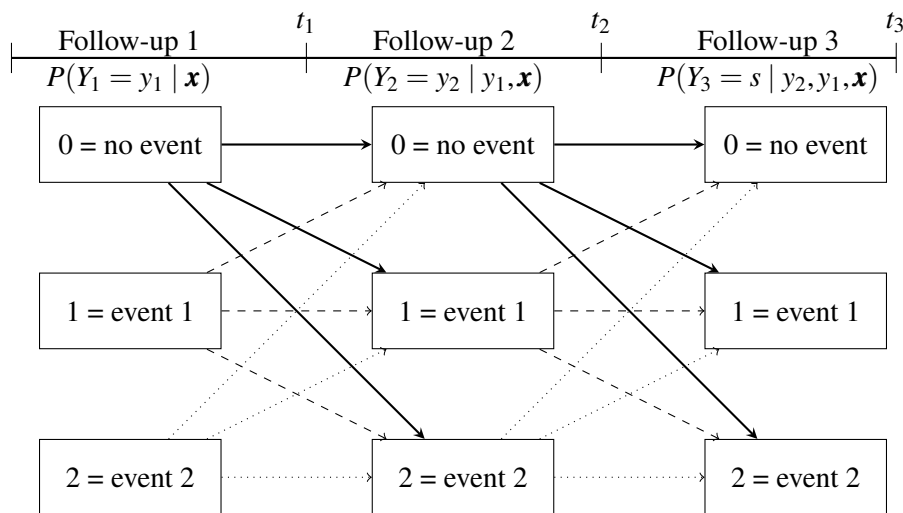 t₁ t₂ t₃
Follow-up 1 Follow-up 2 Follow-up 3
P(Y₁ = y₁ | x) P(Y₂ = y₂ | y₁, x) P(Y₃ = s | y₂, y₁, x)
0 = no event 0 = no event 0 = no event
1 = event 1 1 = event 1 1 = event 1
2 = event 2 2 = event 2 2 = event 2